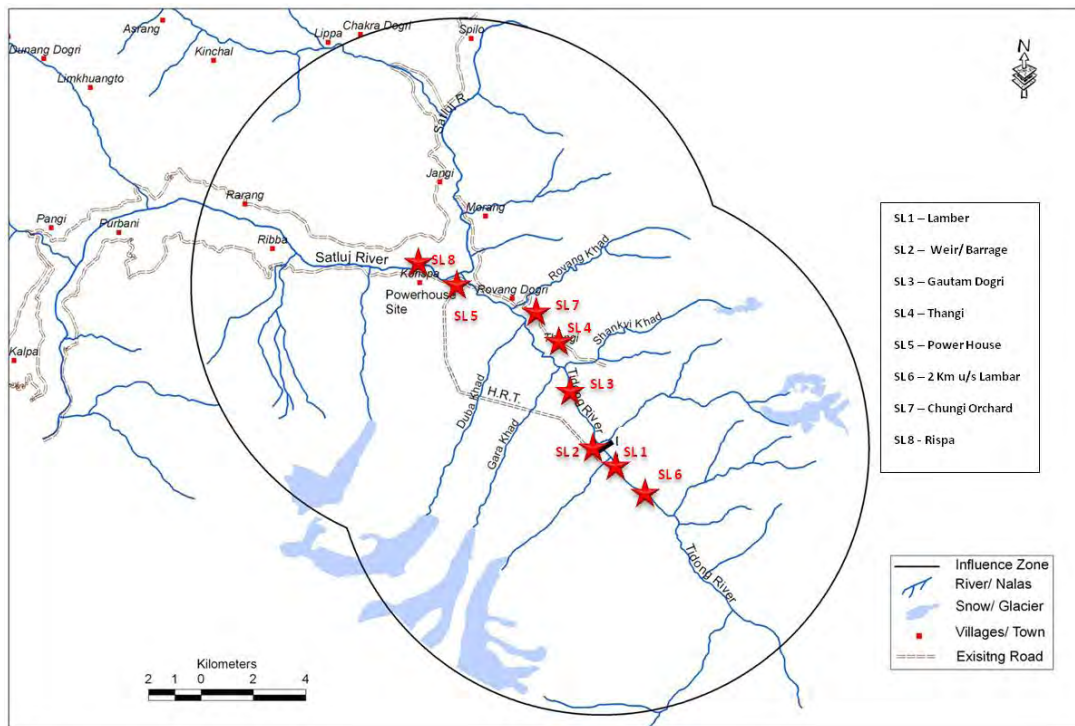 Asrang
Lippa
Chakra Dogri
Spilo
N
Dunang Dogri
Kinchal
Limkhuangto
Satluj R.
Jangi
Rarang
Morang
Pangi
Purbani
Ribba
Satluj River
SL 8
Rovang Khad
Powerhouse
Site
SL 5
Rovang Dogri
SL 7
SL 4
Thangi
Shankvi Khad
Kalpa
SL 3
Tidong River
Duba Khad
H.R.T.
Gara Khad
SL 2
SL 1
SL 6
Tidong River
SL1 – Lamber
SL2 – Weir/ Barrage
SL3 – Gautam Dogri
SL4 – Thangi
SL5 – Power House
SL6 – 2 Km u/s Lambar
SL7 – Chungi Orchard
SL8 - Rispa
Influence Zone
River/ Nalas
Snow/ Glacier
Villages/ Town
Exisitng Road
Kilometers
2 1 0 2 4